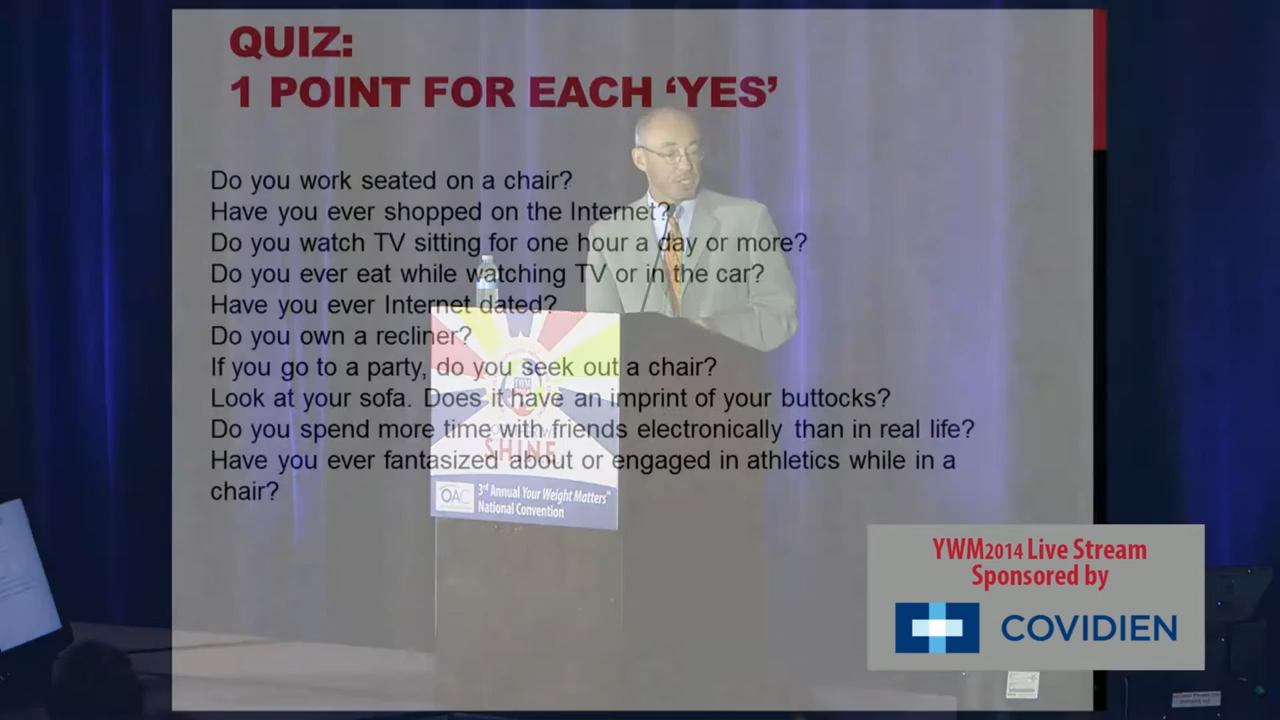 QUIZ:
1 POINT FOR EACH ‘YES’
Do you work seated on a chair?
Have you ever shopped on the Internet?
Do you watch TV sitting for one hour a day or more?
Do you ever eat while watching TV or in the car?
Have you ever Internet dated?
Do you own a recliner?
If you go to a party, do you seek out a chair?
Look at your sofa. Does it have an imprint of your buttocks?
Do you spend more time with friends electronically than in real life?
Have you ever fantasized about or engaged in athletics while in a
chair?
SHINE
OAC
3rd Annual Your Weight Matters℠
National Convention
YWM2014 Live Stream
Sponsored by
COVIDIEN